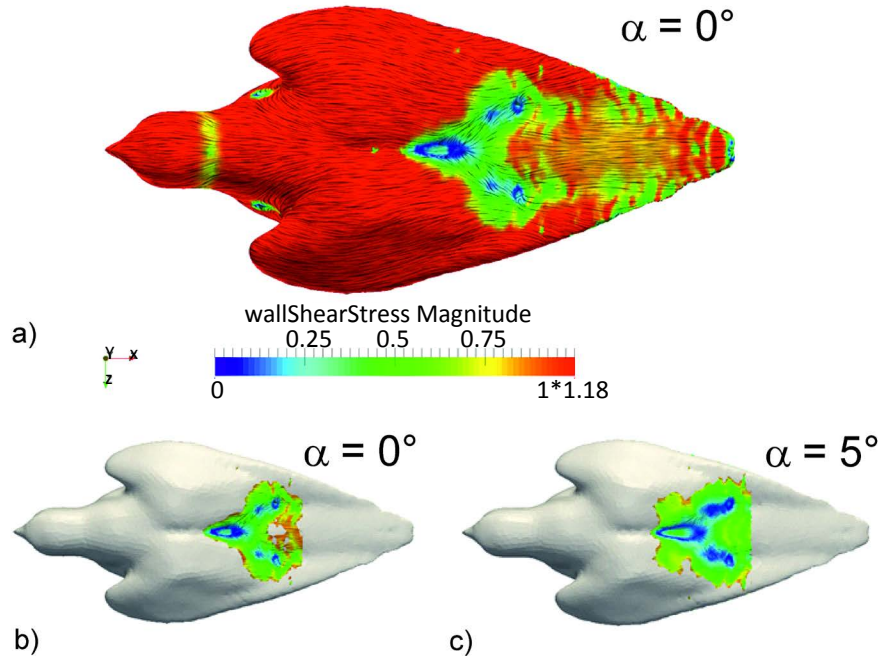 α = 0°
a)
wallShearStress Magnitude
0.25 0.5 0.75
0 1*1.18
Y x
z
α = 0°
α = 5°
b)
c)